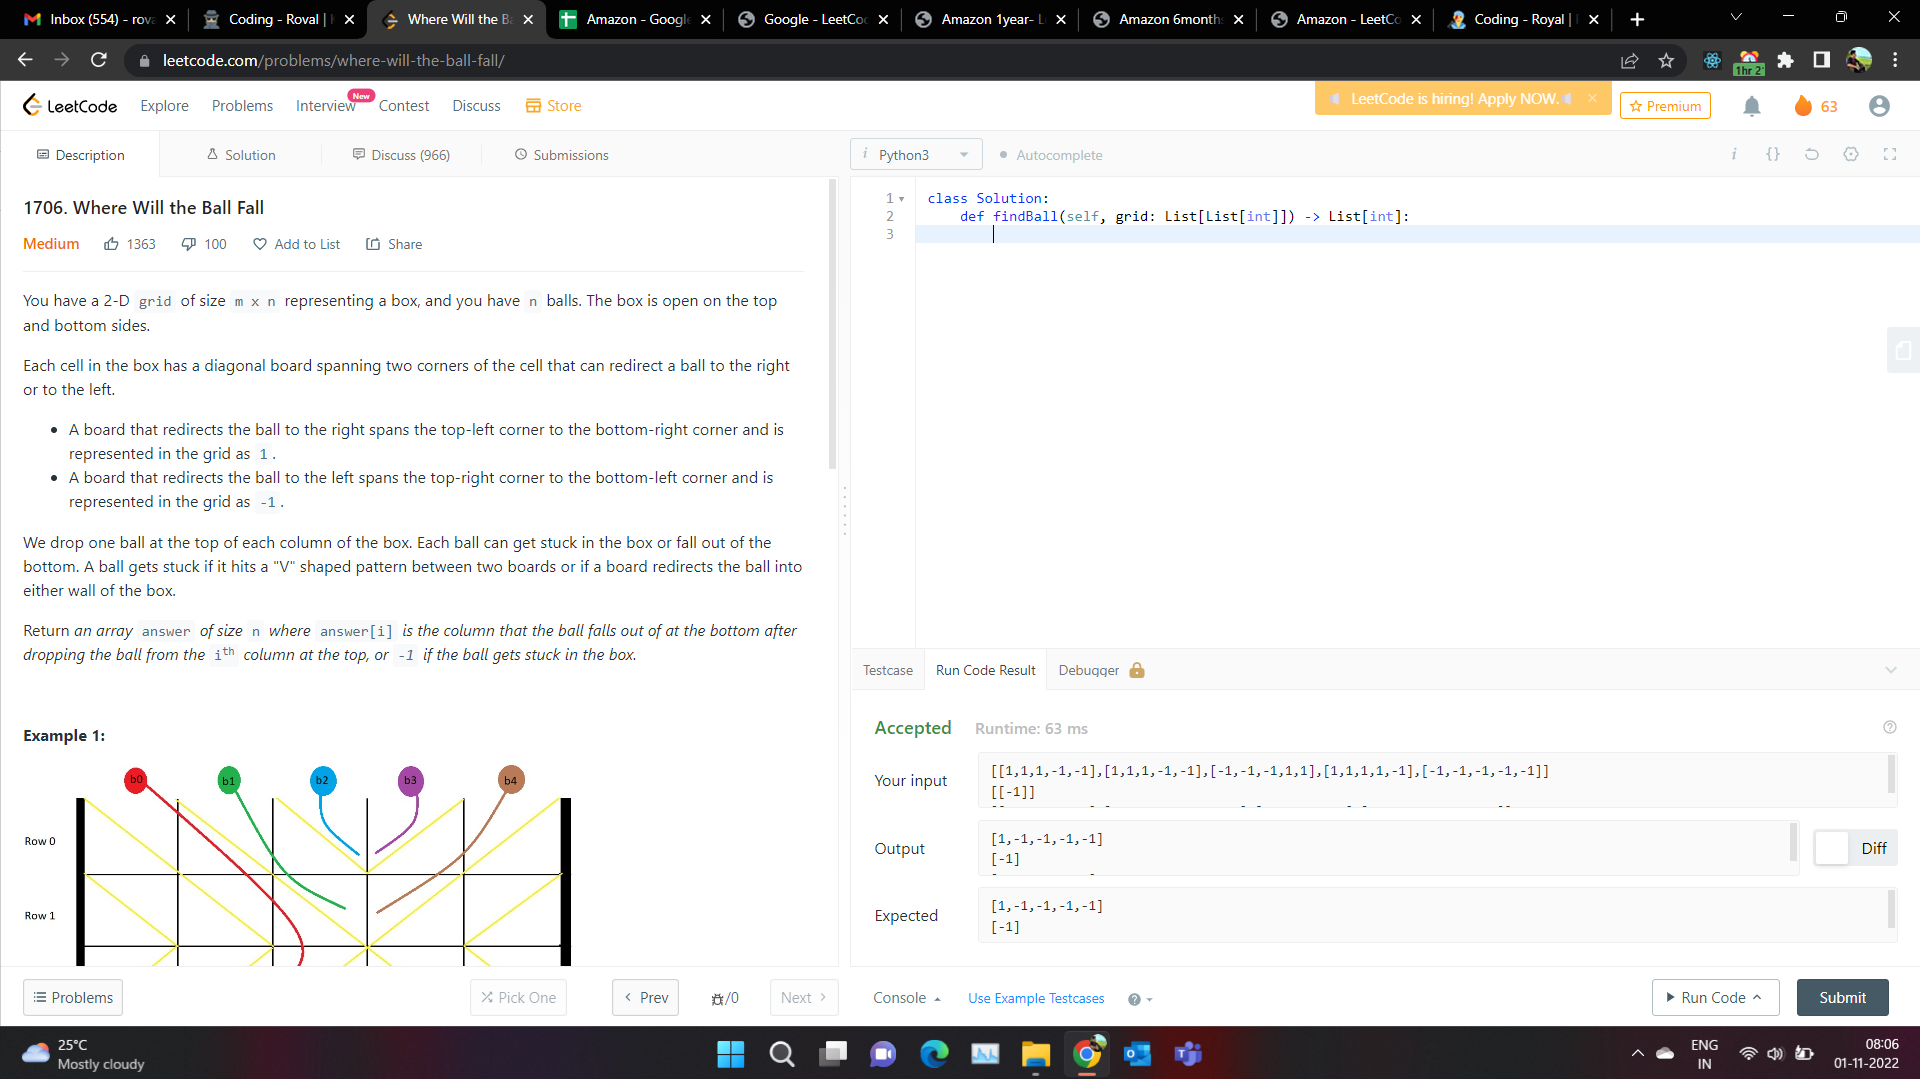 Inbox (554) - rova
Coding - Roval |
Where Will the Ba
Amazon - Google
Google - LeetCod
Amazon 1year- L
Amazon 6months
Amazon - LeetCo
Coding - Royal |
leetcode.com/problems/where-will-the-ball-fall/
1hr 2
LeetCode
Explore
Problems
Interview
New
Contest
Discuss
Store
LeetCode is hiring! Apply NOW.
Premium
63
Description
Solution
Discuss (966)
Submissions
i Python3
Autocomplete
i {}
1706. Where Will the Ball Fall
Medium
1363
100
Add to List
Share
You have a 2-D grid of size m x n representing a box, and you have n balls. The box is open on the top
and bottom sides.
Each cell in the box has a diagonal board spanning two corners of the cell that can redirect a ball to the right
or to the left.
• A board that redirects the ball to the right spans the top-left corner to the bottom-right corner and is
represented in the grid as 1.
• A board that redirects the ball to the left spans the top-right corner to the bottom-left corner and is
represented in the grid as -1.
We drop one ball at the top of each column of the box. Each ball can get stuck in the box or fall out of the
bottom. A ball gets stuck if it hits a "V" shaped pattern between two boards or if a board redirects the ball into
either wall of the box.
Return an array answer of size n where answer[i] is the column that the ball falls out of at the bottom after
dropping the ball from the ith column at the top, or -1 if the ball gets stuck in the box.
Example 1:
b0 b1 b2 b3 b4
Row 0
Row 1
1 class Solution:
2 def findBall(self, grid: List[List[int]]) -> List[int]:
3
Testcase
Run Code Result
Debugger
Accepted
Runtime: 63 ms
Your input
[[1,1,1,-1,-1],[1,1,1,-1,-1],[-1,-1,-1,1,1],[1,1,1,1,-1],[-1,-1,-1,-1,-1]]
[[-1]]
Output
[1,-1,-1,-1,-1]
[-1]
Diff
Expected
[1,-1,-1,-1,-1]
[-1]
Problems
Pick One
Prev
/0
Next
Console
Use Example Testcases
Run Code
Submit
25°C
Mostly cloudy
ENG
IN
08:06
01-11-2022